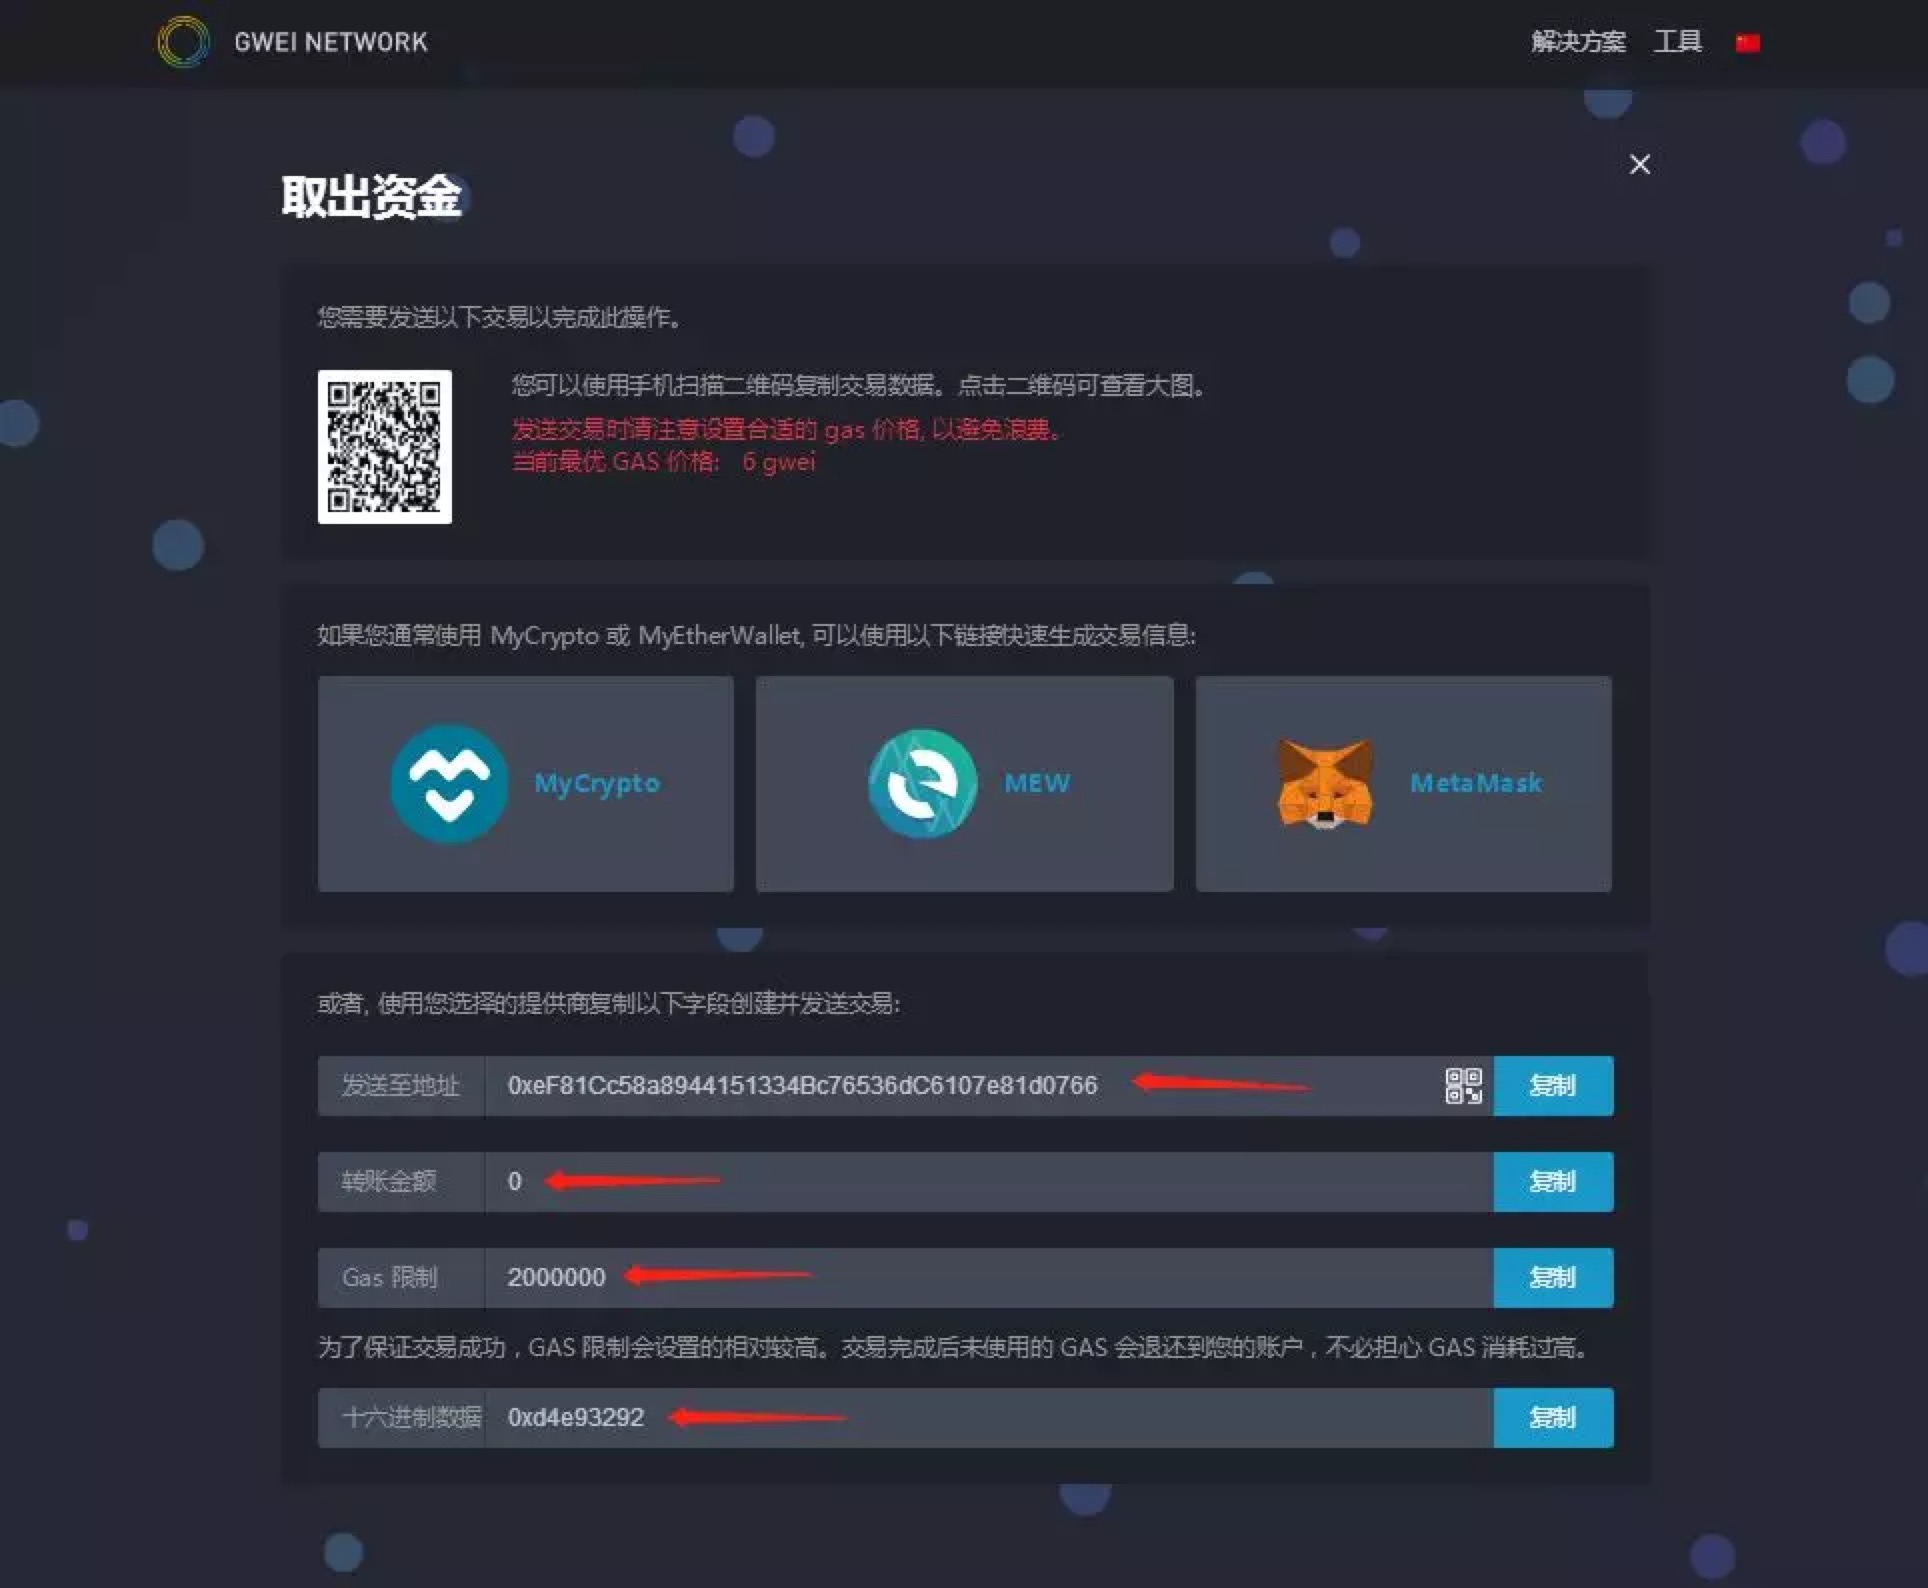 GWEI NETWORK
解决方案 工具
取出资金
您需要发送以下交易以完成此操作。
您可以使用手机扫描二维码复制交易数据。点击二维码可查看大图。
发送交易时请注意设置合适的 gas 价格, 以避免浪费。
当前最优 GAS 价格: 6 gwei
如果您通常使用 MyCrypto 或 MyEtherWallet, 可以使用以下链接快速生成交易信息:
MyCrypto
MEW
MetaMask
或者, 使用您选择的提供商复制以下字段创建并发送交易:
发送至地址 0xeF81Cc58a8944151334Bc76536dC6107e81d0766 复制
转账金额 0 复制
Gas 限制 2000000 复制
为了保证交易成功，GAS 限制会设置的相对较高。交易完成后未使用的 GAS 会退还到您的账户，不必担心 GAS 消耗过高。
十六进制数据 0xd4e93292 复制